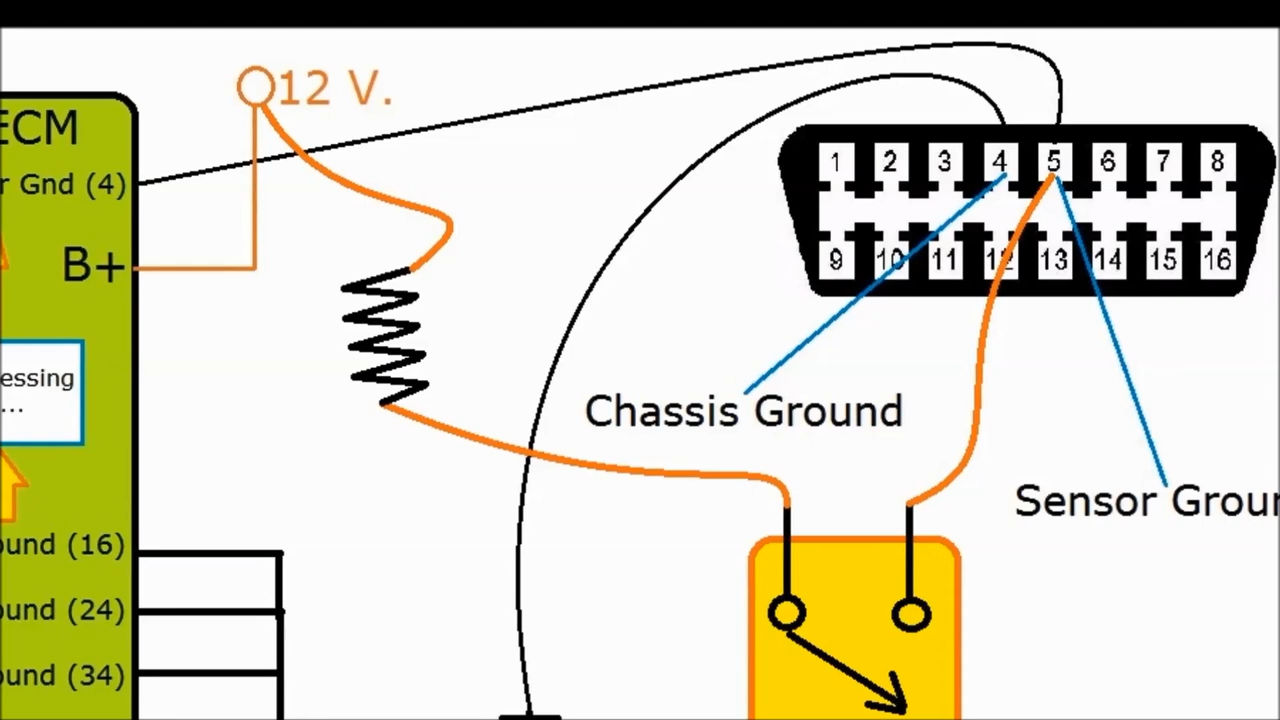 12 V.
ECM
r Gnd (4)
B+
essing
...
ound (16)
ound (24)
ound (34)
1 2 3 4 5 6 7 8
9 10 11 12 13 14 15 16
Chassis Ground
Sensor Groun